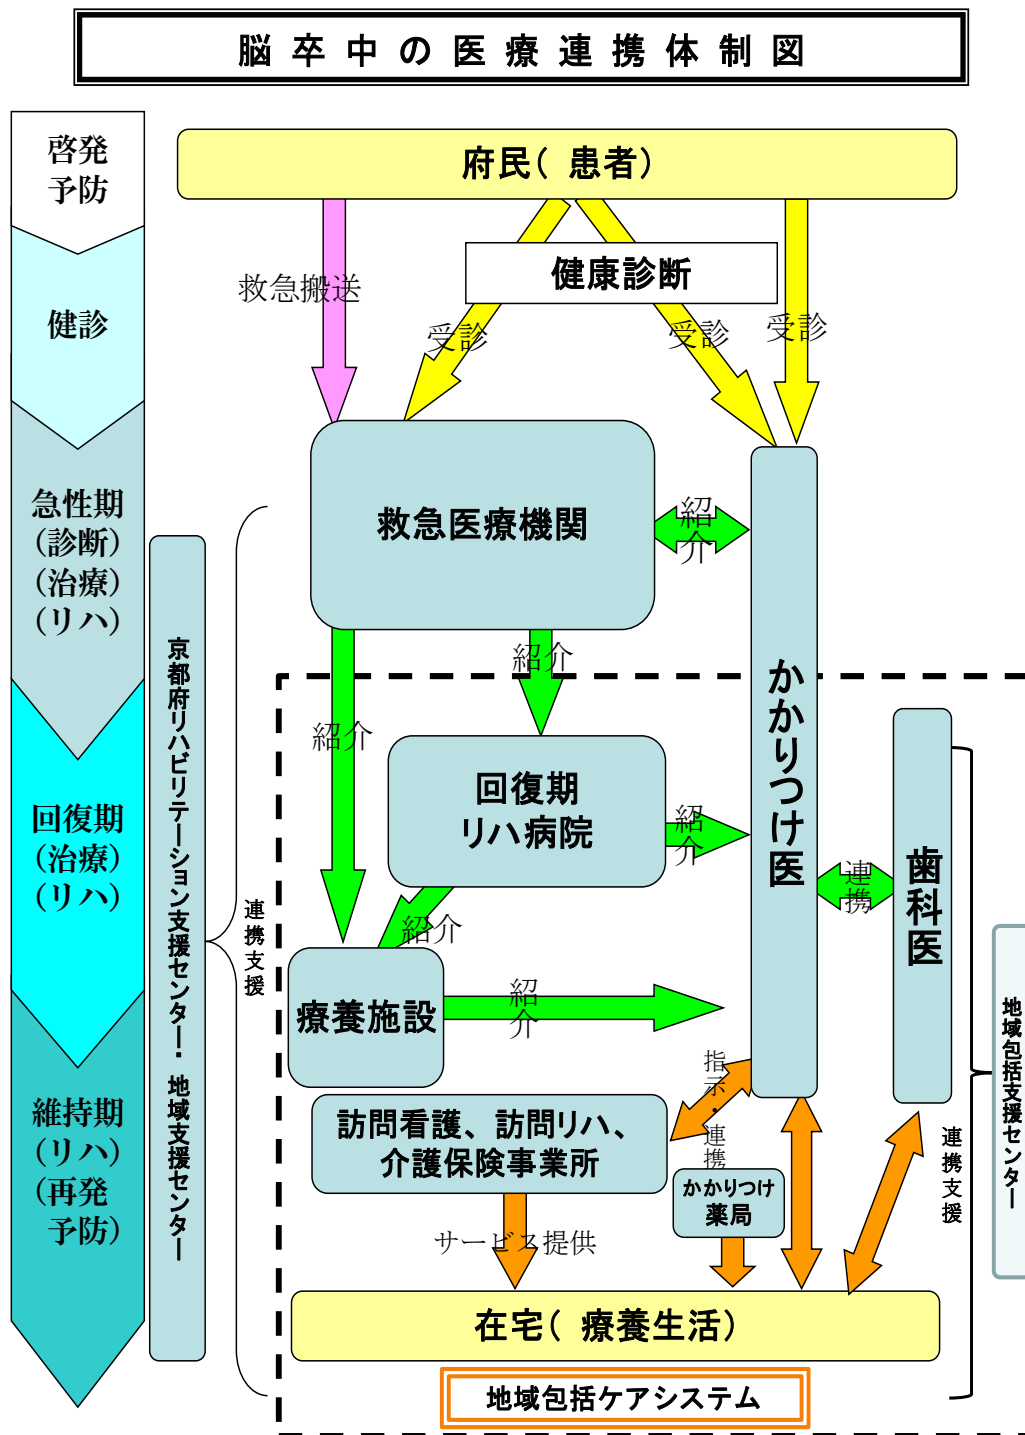 脳卒中の医療連携体制図
啓発
予防
健診
急性期
（診断）
（治療）
（リハ）
回復期
（治療）
（リハ）
維持期
（リハ）
（再発
予防）
府民（ 患者）
健康診断
救急搬送
受診
受診
受診
救急医療機関
紹介
紹介
紹介
回復期
リハ病院
紹介
紹介
療養施設
紹介
かかりつけ医
連携
歯科医
指示・連携
訪問看護、訪問リハ、
介護保険事業所
かかりつけ
薬局
サービス提供
在宅（ 療養生活）
地域包括ケアシステム
京都府リハビリテーション支援センター・ 地域支援センター
連携支援
連携支援
地域包括支援センター